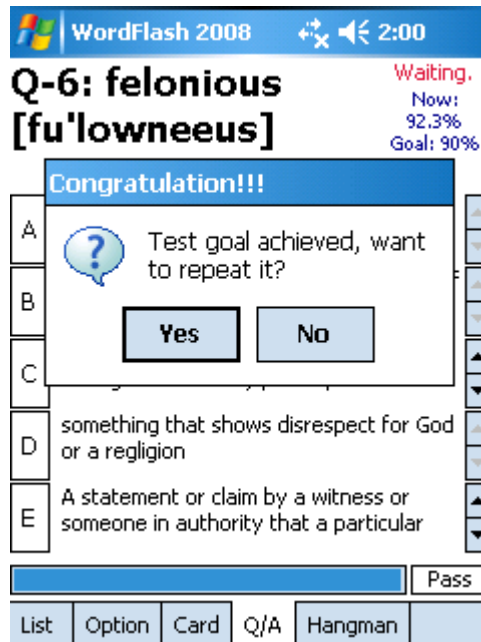 WordFlash 2008 2:00
Q-6: felonious
[fu'lowneeus]
Waiting.
Now:
92.3%
Goal: 90%
Congratulation!!!
Test goal achieved, want
to repeat it?
Yes No
A
B
C
D something that shows disrespect for God
or a regligion
E A statement or claim by a witness or
someone in authority that a particular
Pass
List Option Card Q/A Hangman